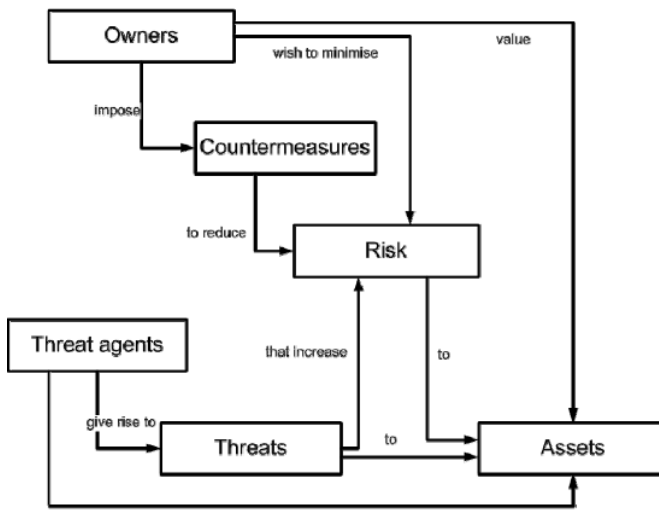 Owners
value
wish to minimise
impose
Countermeasures
to reduce
Risk
Threat agents
that increase
to
give rise to
Threats
to
Assets